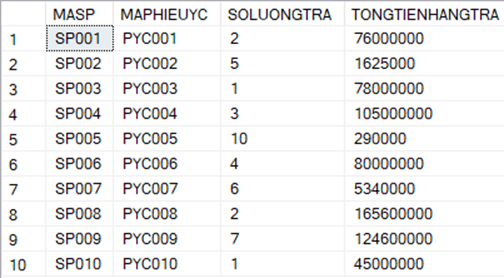 MASP MAPHIEUYC SOLUONGTRA TONGTIENHANGTRA
1 SP001 PYC001 2 76000000
2 SP002 PYC002 5 1625000
3 SP003 PYC003 1 78000000
4 SP004 PYC004 3 105000000
5 SP005 PYC005 10 290000
6 SP006 PYC006 4 80000000
7 SP007 PYC007 6 5340000
8 SP008 PYC008 2 165600000
9 SP009 PYC009 7 124600000
10 SP010 PYC010 1 45000000